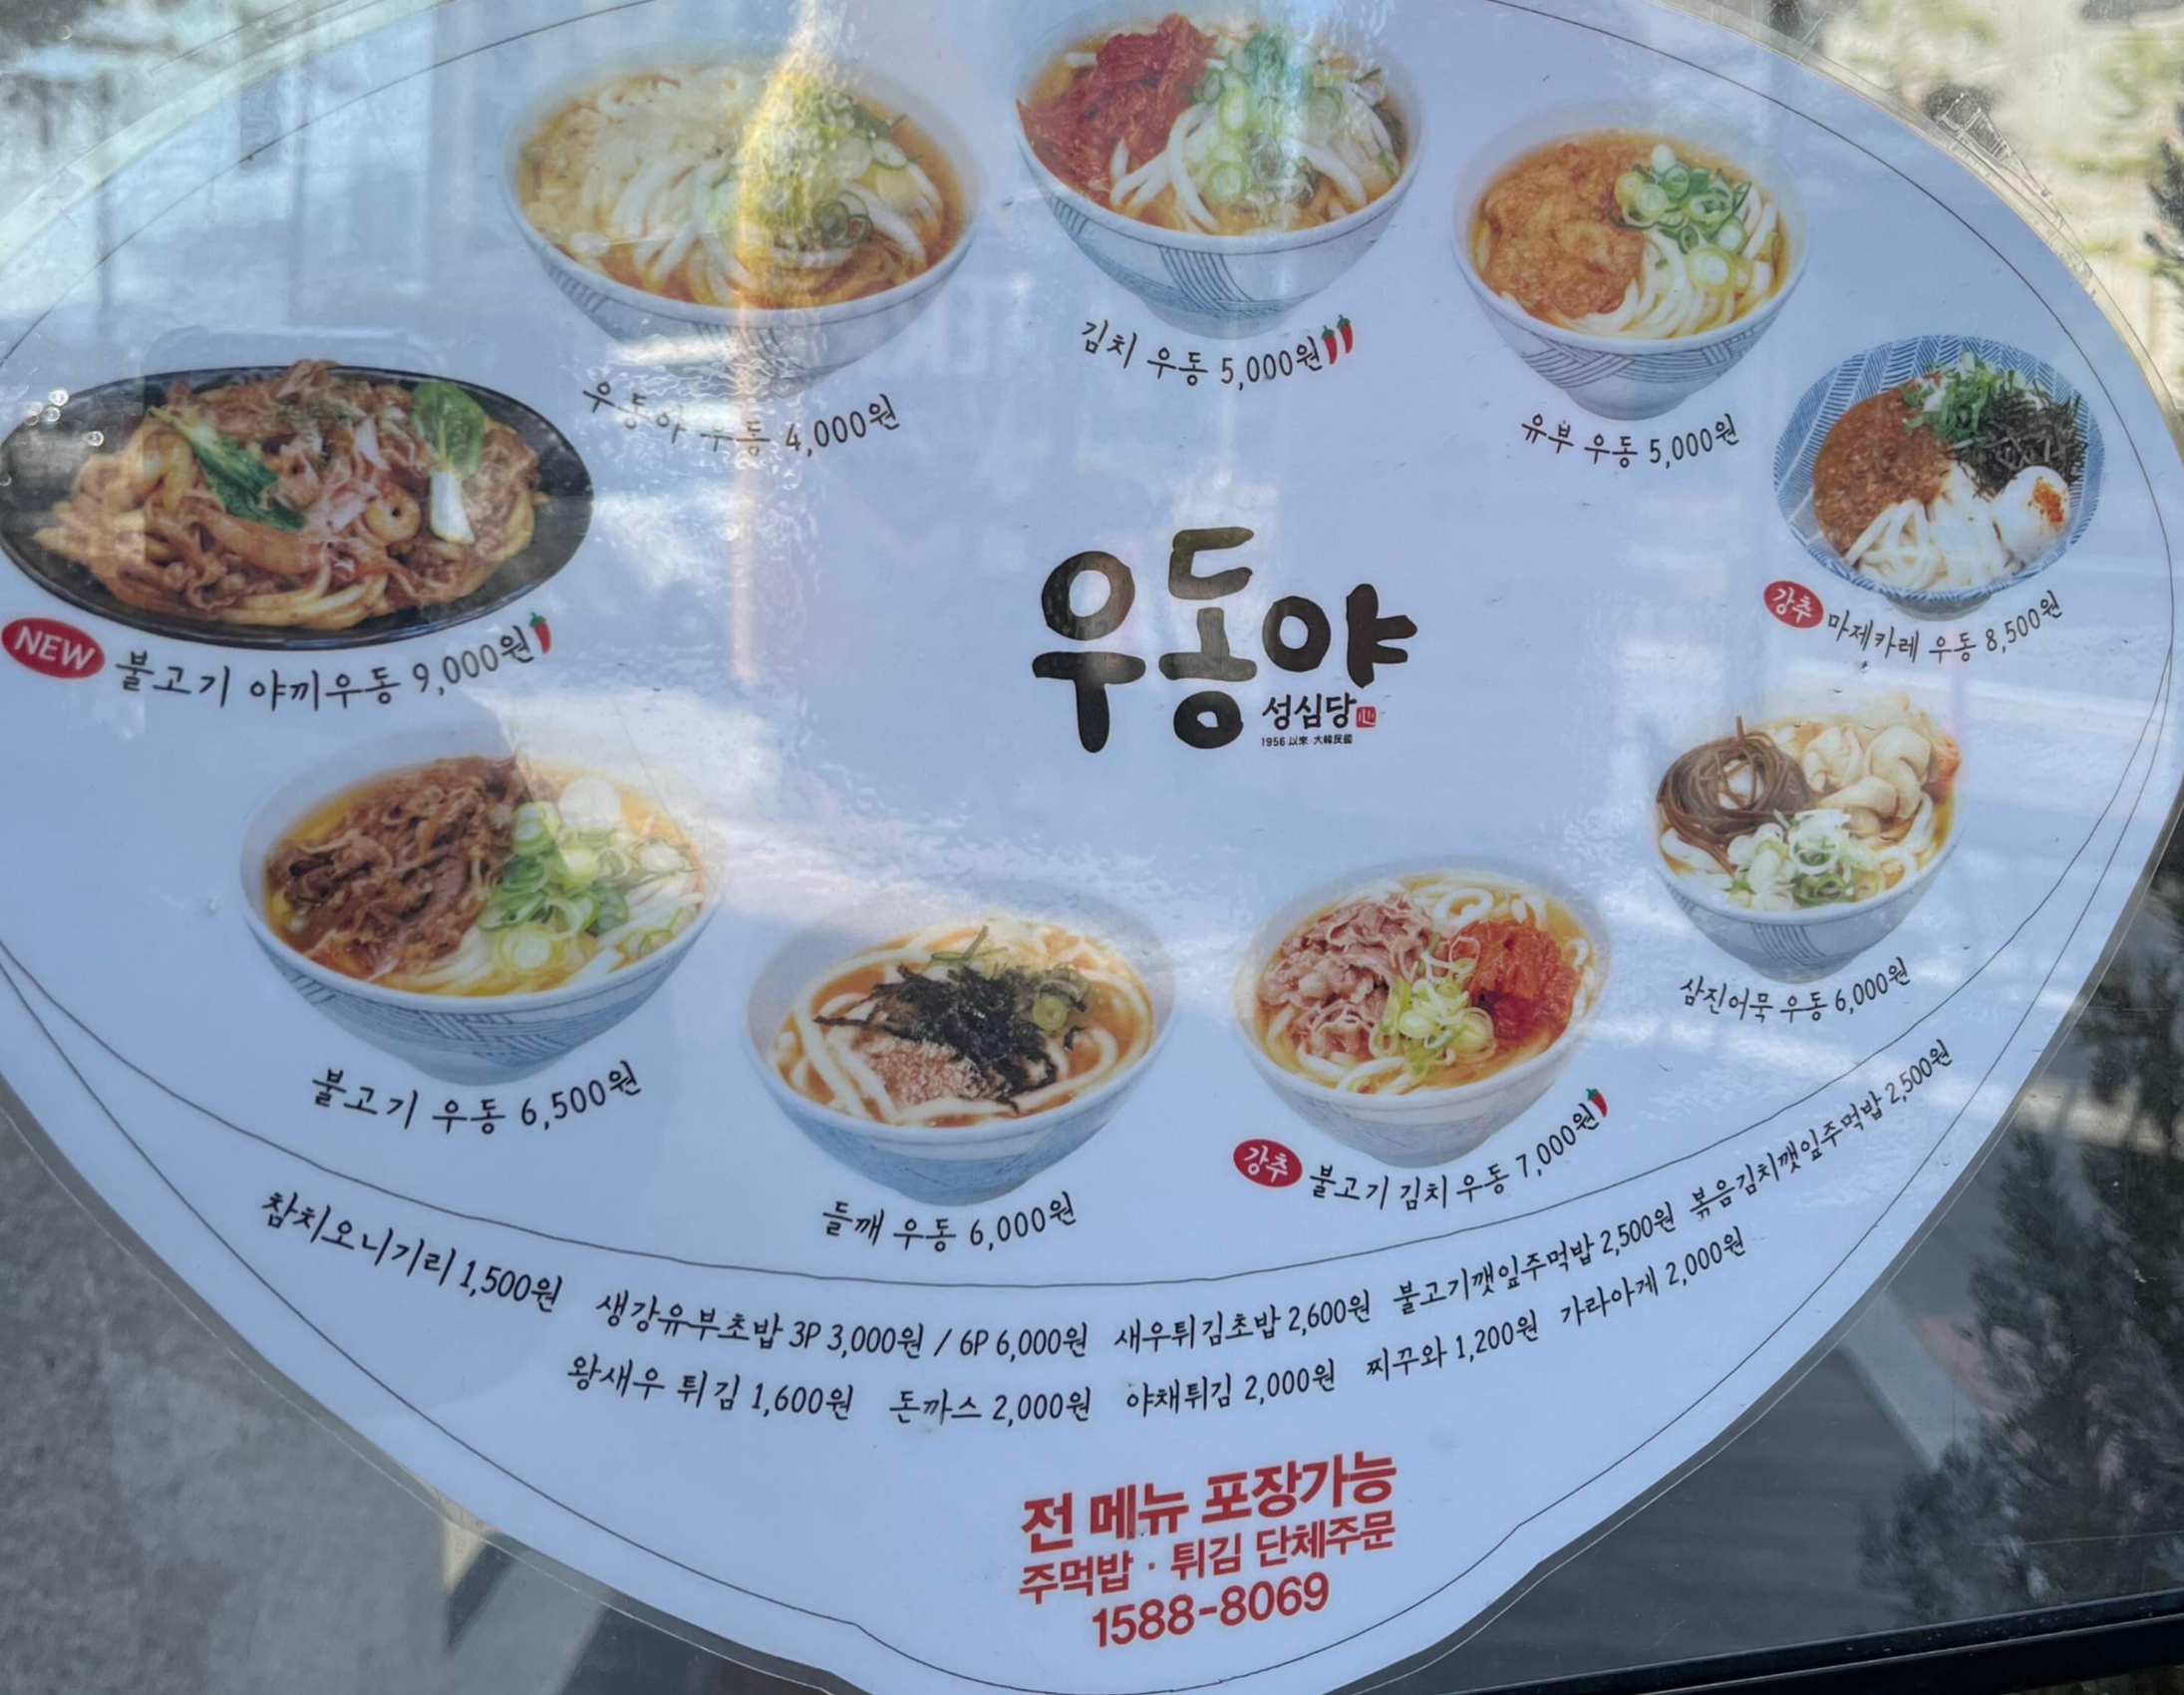 우동야 우동 4,000원
김치 우동 5,000원
유부 우동 5,000원
NEW 불고기 야끼우동 9,000원
강추 마제카레 우동 8,500원
우동야
성심당 心
1956 以來·大韓民國
불고기 우동 6,500원
들깨 우동 6,000원
강추 불고기 김치 우동 7,000원
삼진어묵 우동 6,000원
참치오니기리 1,500원 생강유부초밥 3P 3,000원 / 6P 6,000원 새우튀김초밥 2,600원 불고기깻잎주먹밥 2,500원 볶음김치깻잎주먹밥 2,500원
왕새우 튀김 1,600원 돈까스 2,000원 야채튀김 2,000원 찌꾸와 1,200원 가라아게 2,000원
전 메뉴 포장가능
주먹밥 · 튀김 단체주문
1588-8069